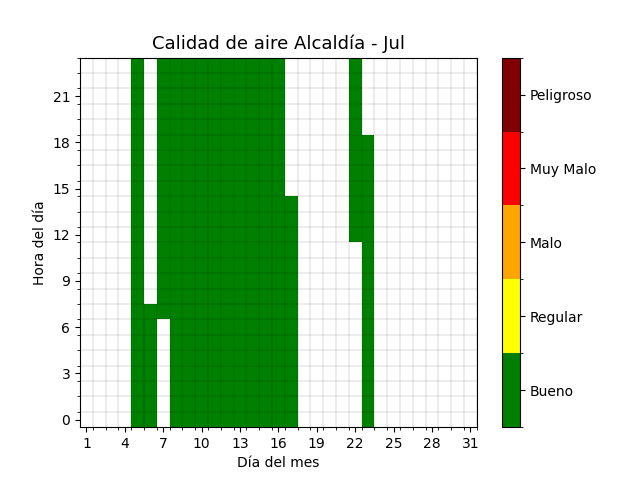 Calidad de aire Alcaldía - Jul
Hora del día
21
18
15
12
9
6
3
0
1 4 7 10 13 16 19 22 25 28 31
Día del mes
Peligroso
Muy Malo
Malo
Regular
Bueno